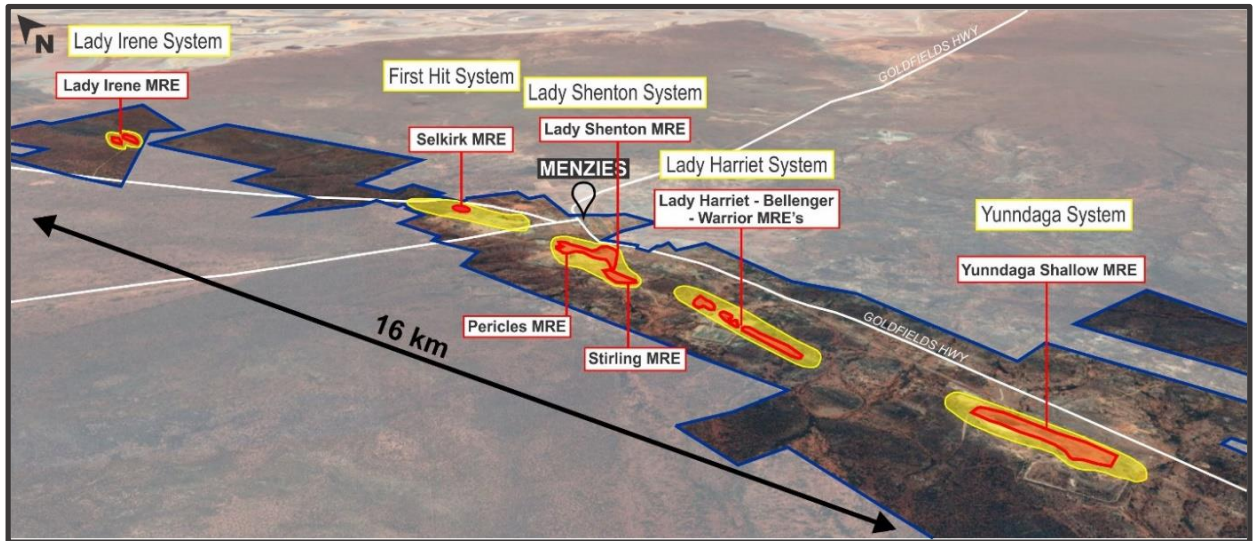 N
Lady Irene System
Lady Irene MRE
First Hit System
Selkirk MRE
Lady Shenton System
Lady Shenton MRE
MENZIES
GOLDFIELDS HWY
Lady Harriet System
Lady Harriet - Bellenger
- Warrior MRE's
Yunndaga System
Yunndaga Shallow MRE
Pericles MRE
Stirling MRE
GOLDFIELDS HWY
16 km